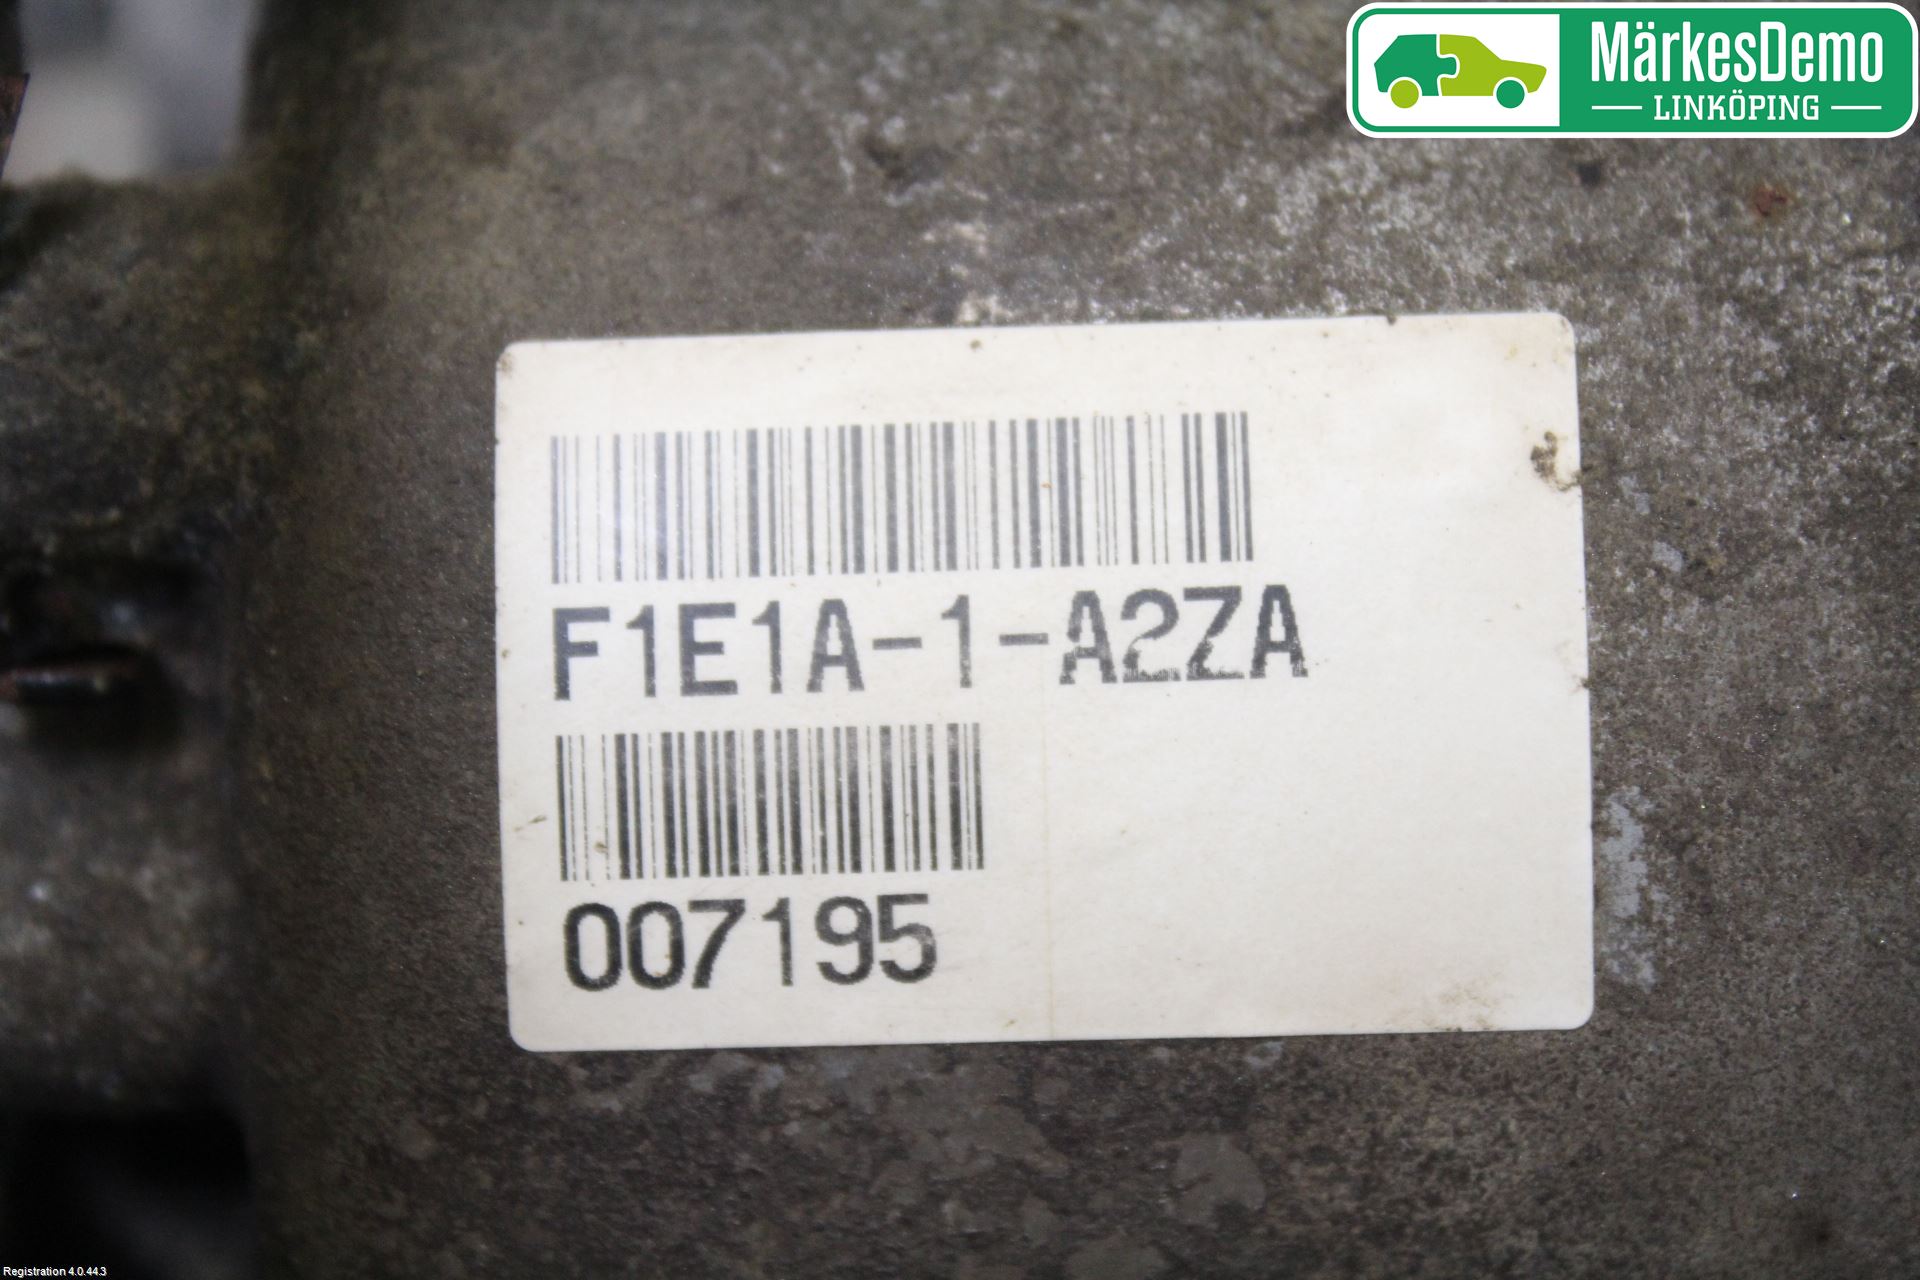 MärkesDemo
LINKÖPING
F1E1A-1-A2ZA
007195
Registration 4.0.44.3